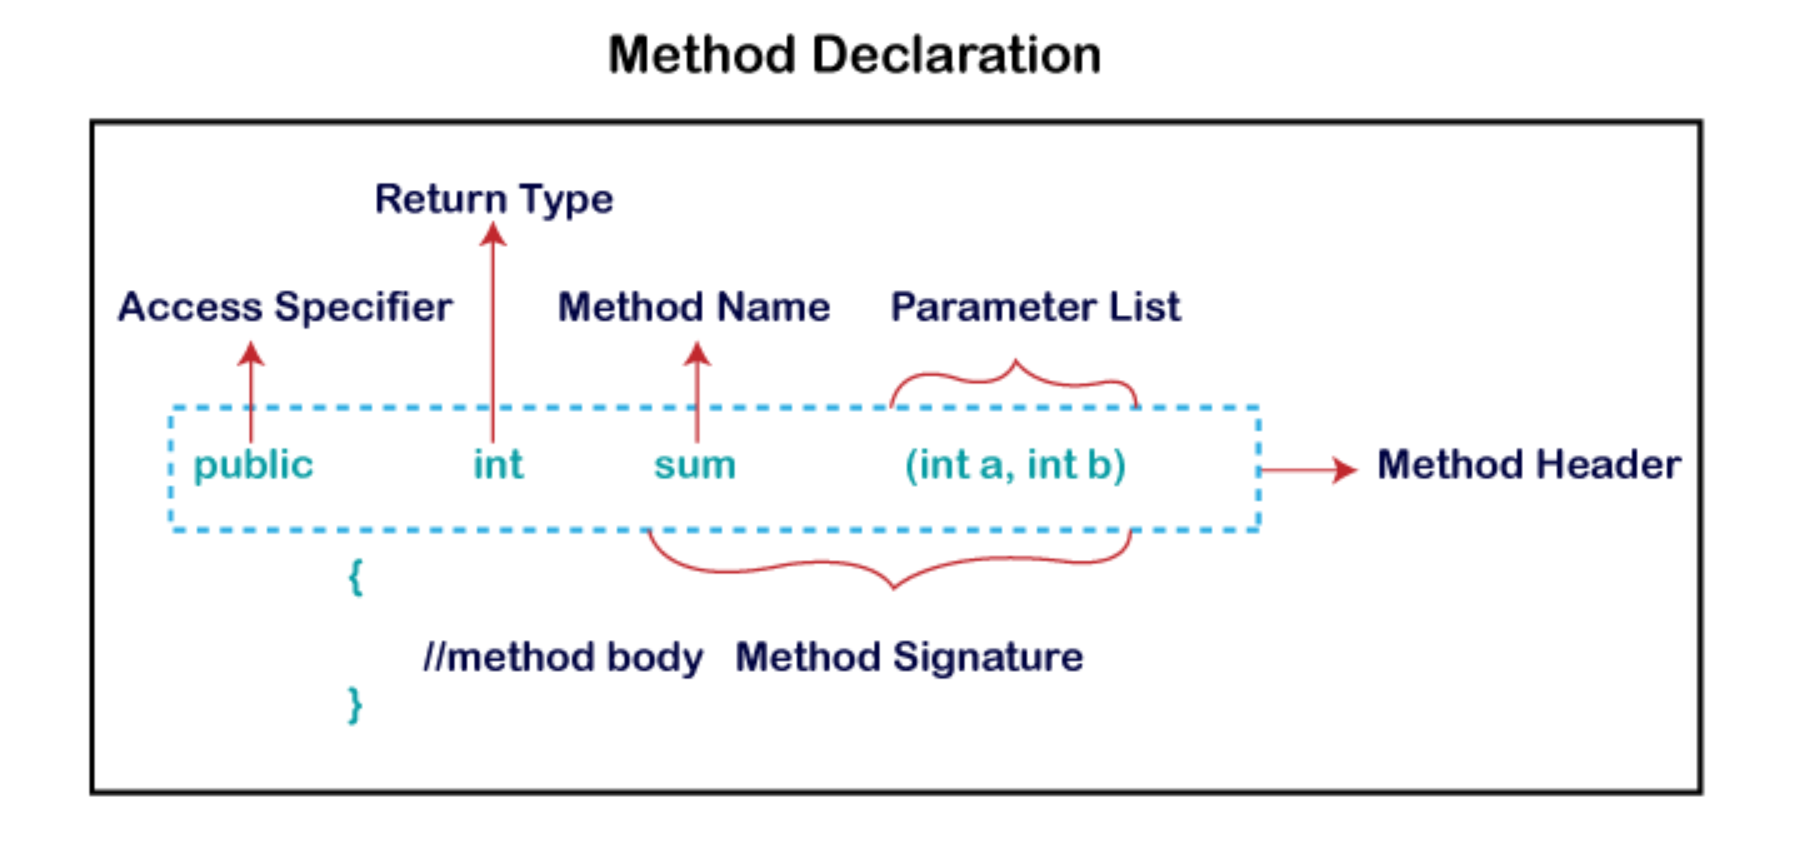 Method Declaration
Return Type
Access Specifier Method Name Parameter List
public int sum (int a, int b) Method Header
{
//method body Method Signature
}